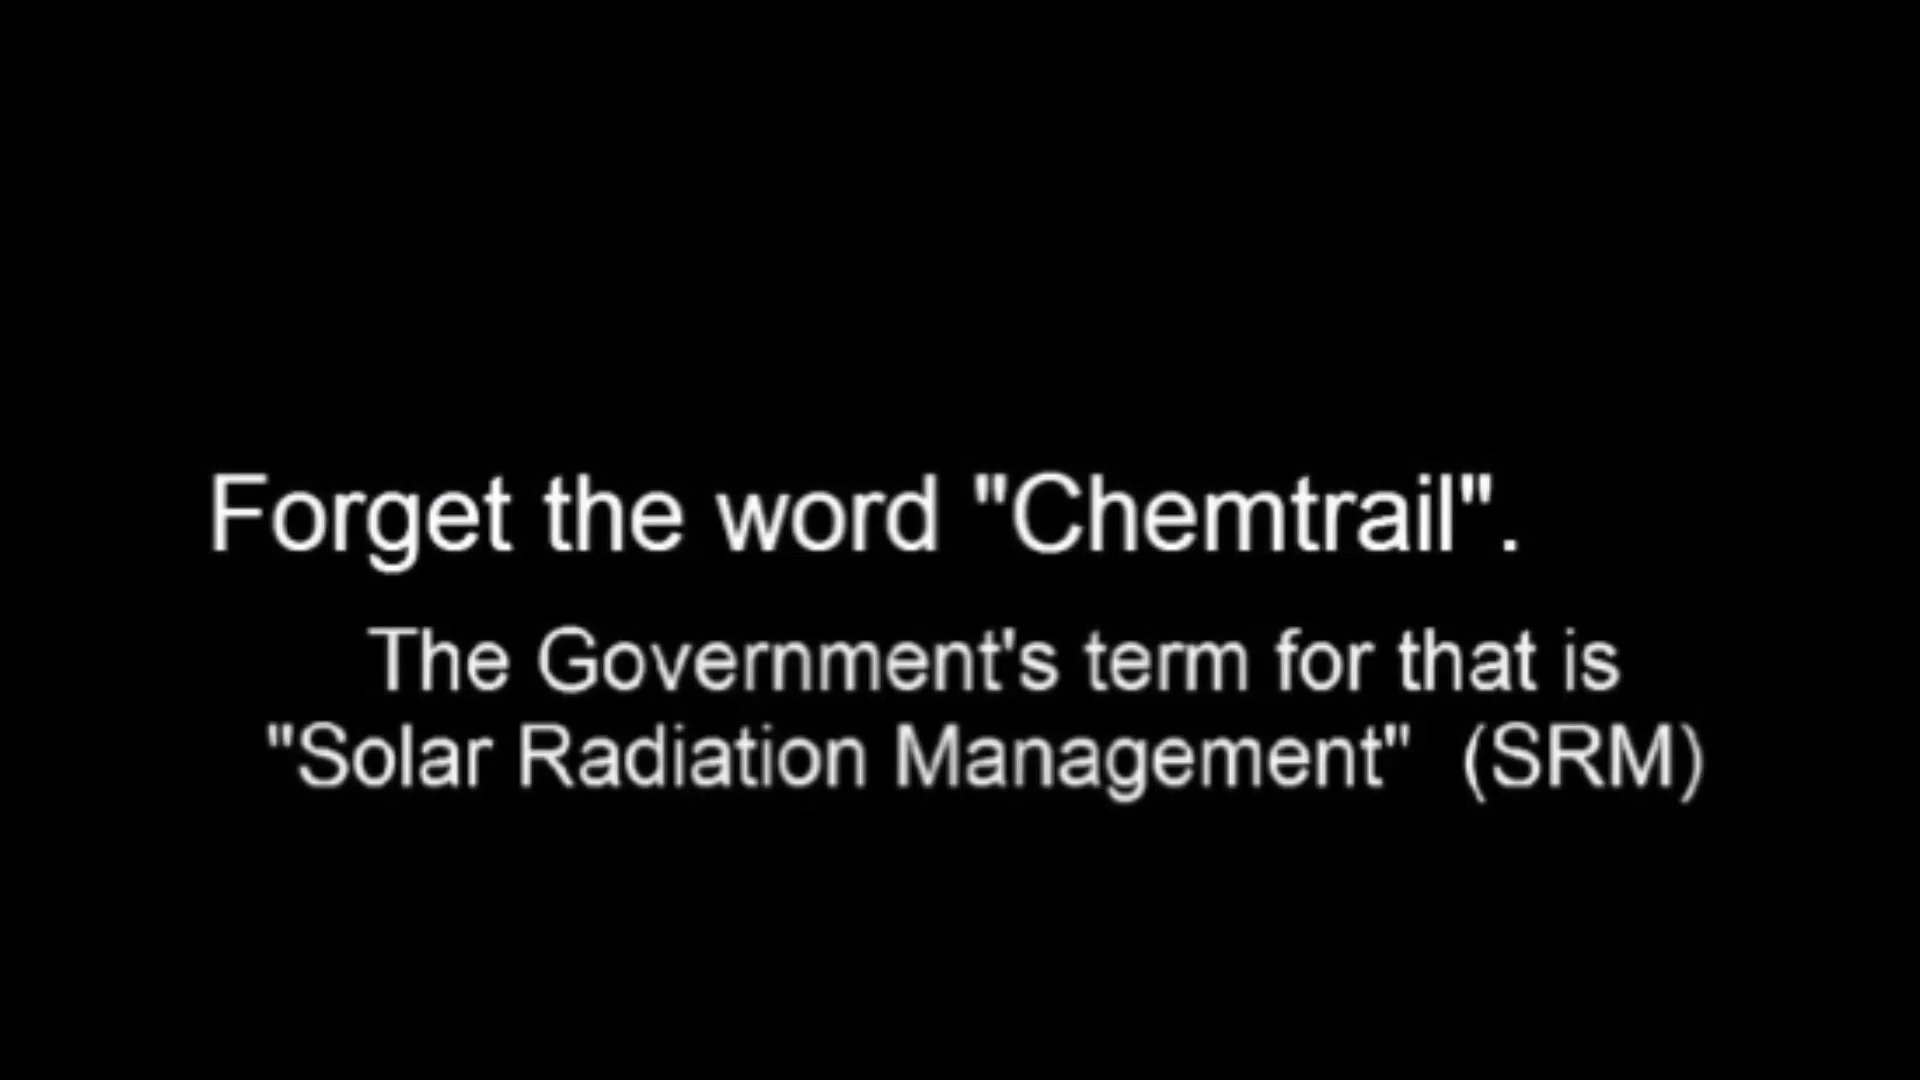 Forget the word "Chemtrail".
The Government's term for that is
"Solar Radiation Management"  (SRM)